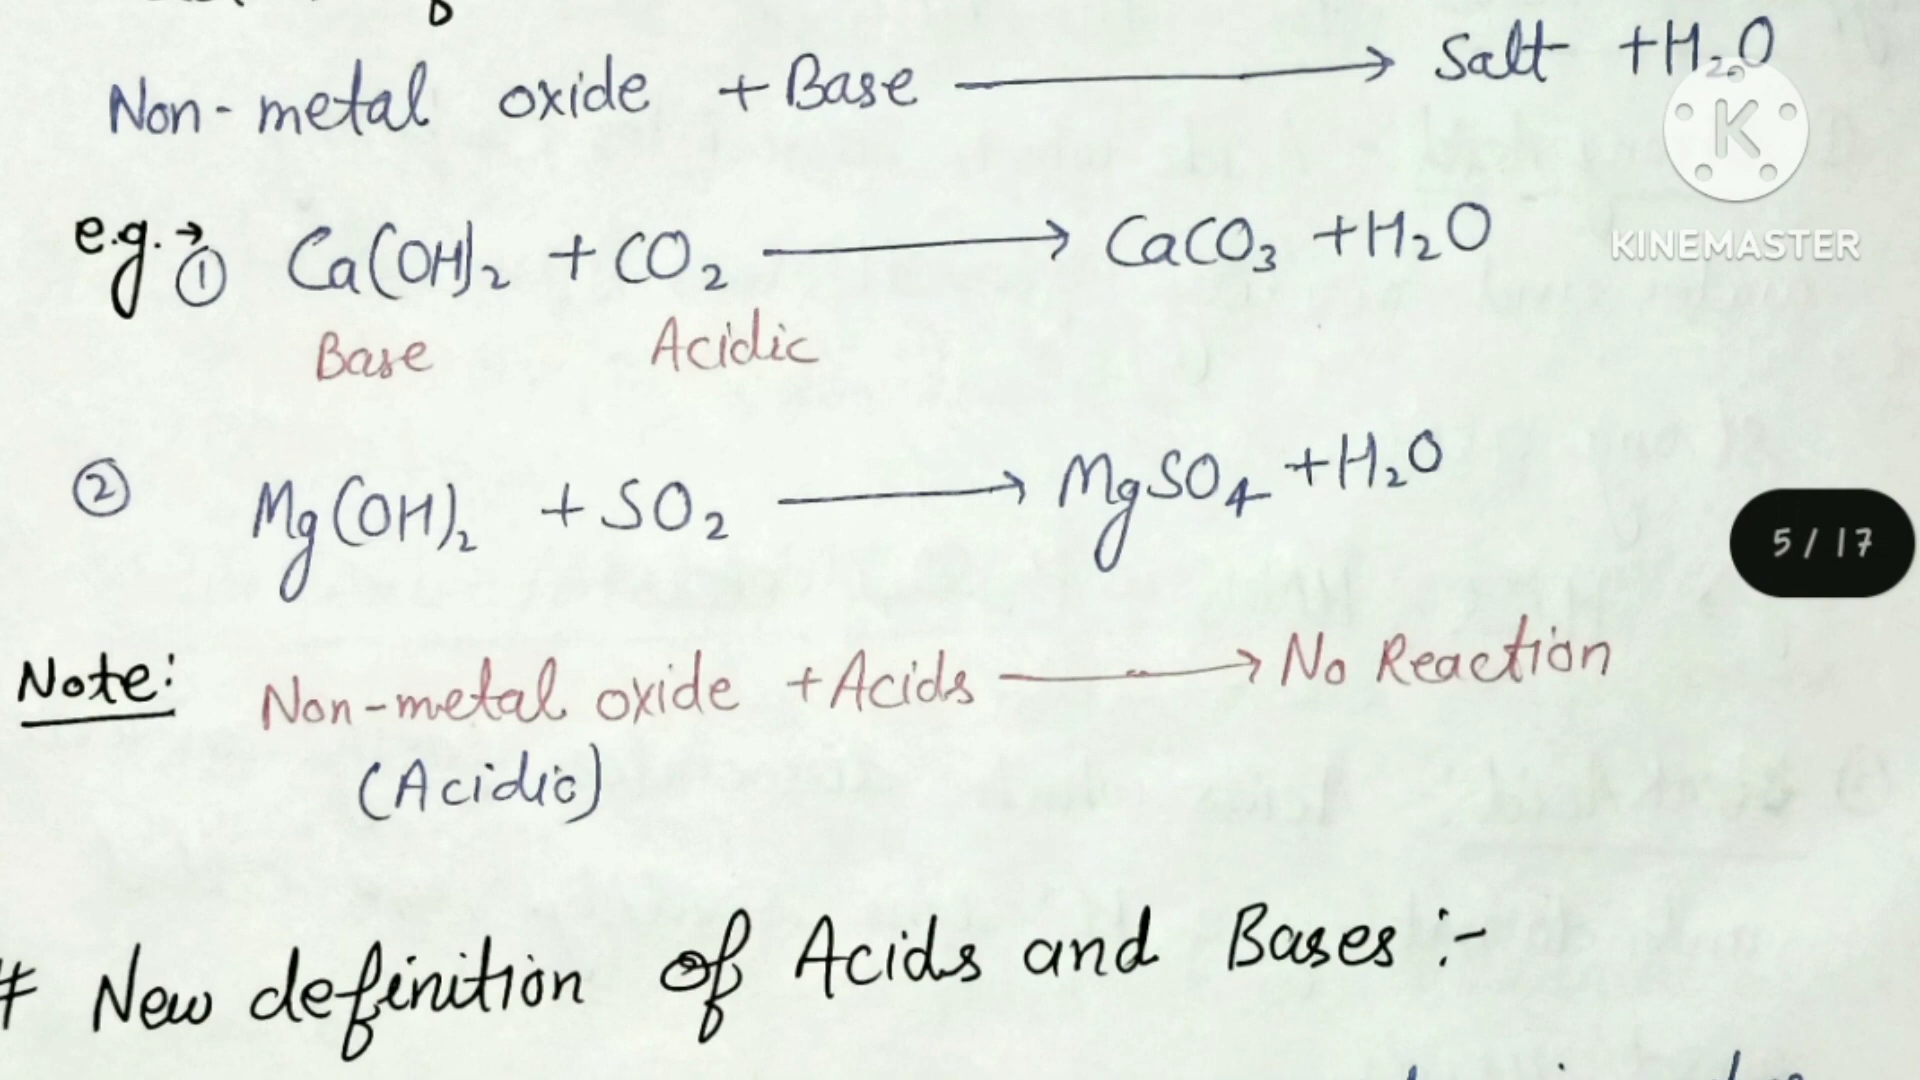 Non-metal oxide + Base ⟶ Salt + H₂O
K
KINEMASTER
e.g.→ ① Ca(OH)₂ + CO₂ ⟶ CaCO₃ + H₂O
Base Acidic
② Mg(OH)₂ + SO₂ ⟶ MgSO₄ + H₂O
5/17
Note: Non-metal oxide + Acids ⟶ No Reaction
(Acidic)
# New definition of Acids and Bases :-